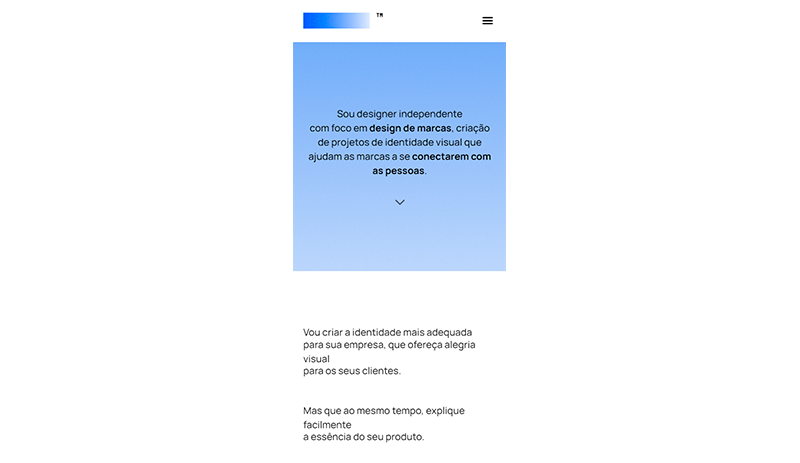 ™
Sou designer independente
com foco em design de marcas, criação
de projetos de identidade visual que
ajudam as marcas a se conectarem com
as pessoas.
Vou criar a identidade mais adequada
para sua empresa, que ofereça alegria
visual
para os seus clientes.
Mas que ao mesmo tempo, explique
facilmente
a essência do seu produto.